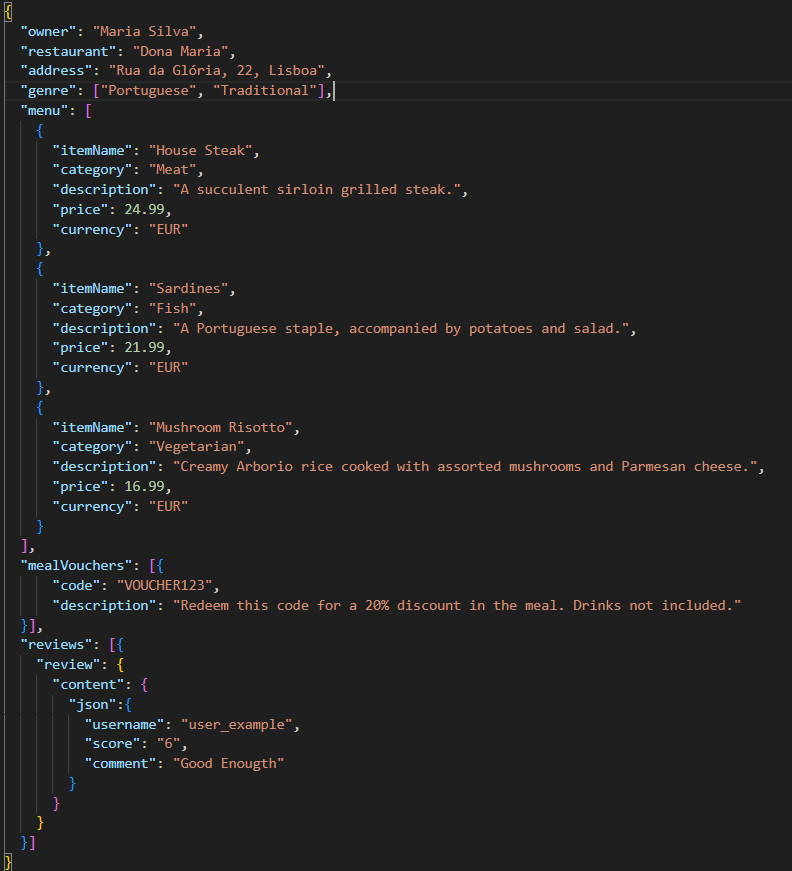 {
  "owner": "Maria Silva",
  "restaurant": "Dona Maria",
  "address": "Rua da Glória, 22, Lisboa",
  "genre": ["Portuguese", "Traditional"],
  "menu": [
    {
      "itemName": "House Steak",
      "category": "Meat",
      "description": "A succulent sirloin grilled steak.",
      "price": 24.99,
      "currency": "EUR"
    },
    {
      "itemName": "Sardines",
      "category": "Fish",
      "description": "A Portuguese staple, accompanied by potatoes and salad.",
      "price": 21.99,
      "currency": "EUR"
    },
    {
      "itemName": "Mushroom Risotto",
      "category": "Vegetarian",
      "description": "Creamy Arborio rice cooked with assorted mushrooms and Parmesan cheese.",
      "price": 16.99,
      "currency": "EUR"
    }
  ],
  "mealVouchers": [{
      "code": "VOUCHER123",
      "description": "Redeem this code for a 20% discount in the meal. Drinks not included."
  }],
  "reviews": [{
    "review": {
      "content": {
        "json":{
          "username": "user_example",
          "score": "6",
          "comment": "Good Enougth"
        }
      }
    }
  }]
}